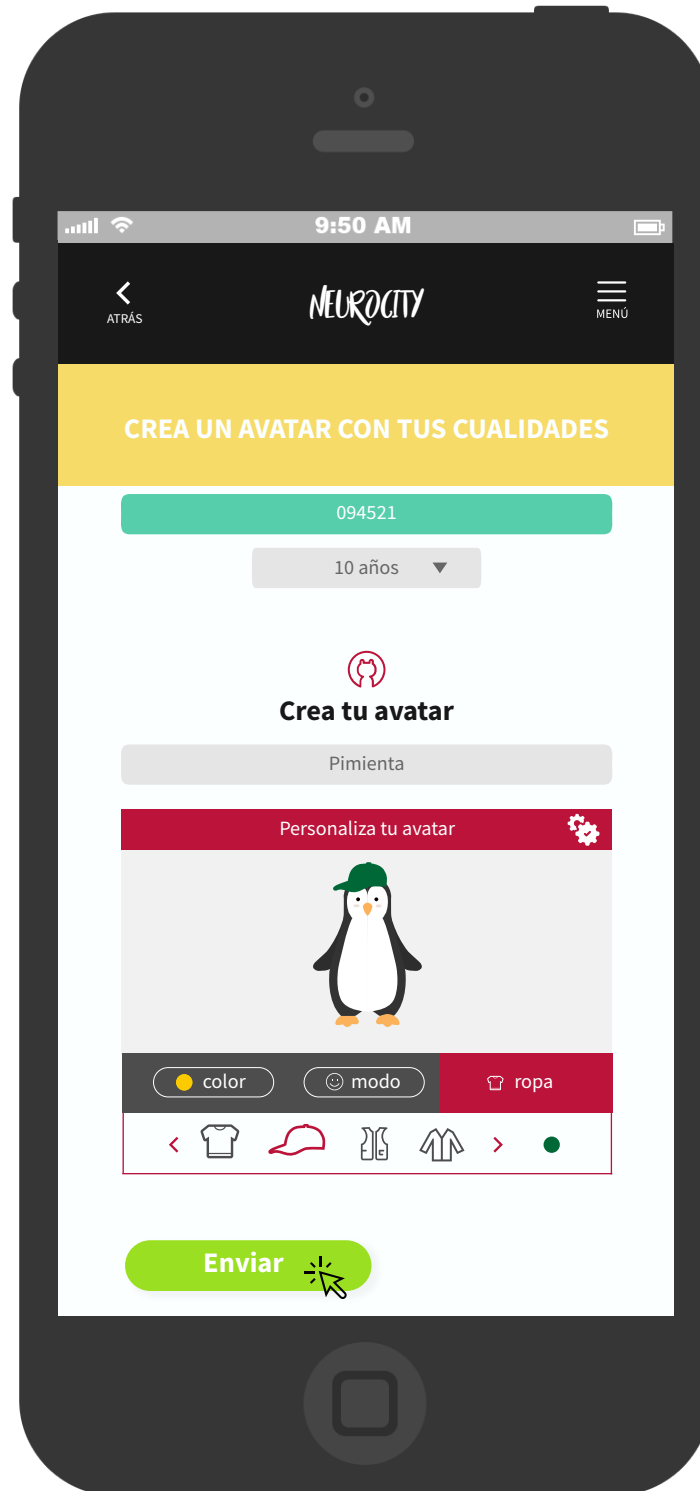 9:50 AM
ATRÁS
NEUROCITY
MENÚ
CREA UN AVATAR CON TUS CUALIDADES
094521
10 años
Crea tu avatar
Pimienta
Personaliza tu avatar
color modo ropa
Enviar